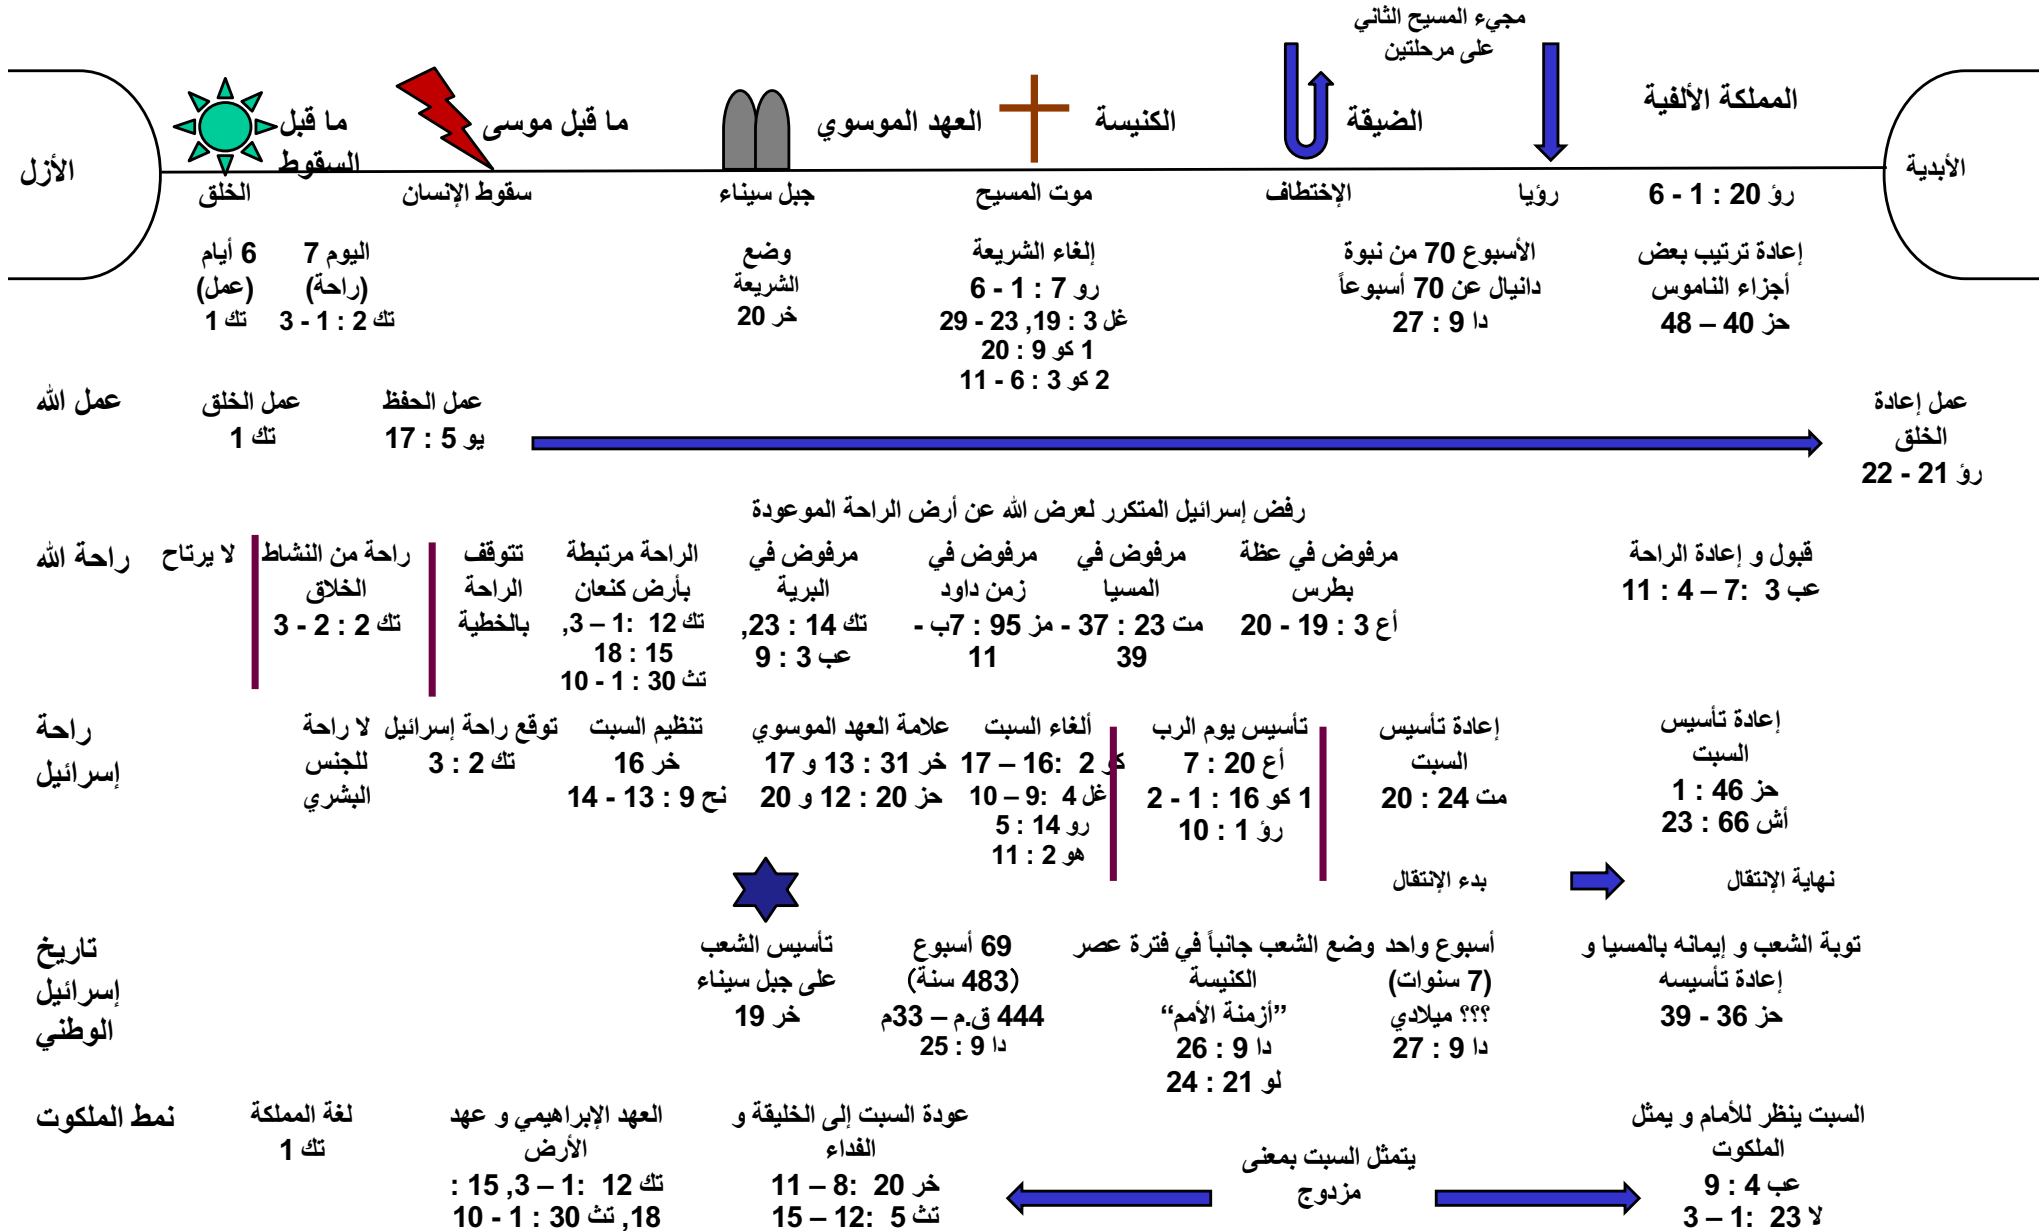 مجيء المسيح الثاني
على مرحلتين
الأزل
ما قبل
السقوط
ما قبل موسى
العهد الموسوي
الكنيسة
الضيقة
المملكة الألفية
الأبدية
الخلق
سقوط الإنسان
جبل سيناء
موت المسيح
الإختطاف
رؤيا
رؤ 20 : 1 - 6
6 أيام
(عمل)
تك 1
اليوم 7
(راحة)
تك 2 : 1 - 3
وضع
الشريعة
خر 20
إلغاء الشريعة
رو 7 : 1 - 6
غل 3 : 19, 23 - 29
1 كو 9 : 20
2 كو 3 : 6 - 11
الأسبوع 70 من نبوة
دانيال عن 70 أسبوعاً
دا 9 : 27
إعادة ترتيب بعض
أجزاء الناموس
حز 40 – 48
عمل الله
عمل الخلق
تك 1
عمل الحفظ
يو 5 : 17
عمل إعادة
الخلق
رؤ 21 - 22
رفض إسرائيل المتكرر لعرض الله عن أرض الراحة الموعودة
راحة الله
لا يرتاح
راحة من النشاط
الخلاق
تك 2 : 2 - 3
تتوقف
الراحة
بالخطية
الراحة مرتبطة
بأرض كنعان
تك 12 :1 – 3,
15 : 18
تث 30 : 1 - 10
مرفوض في
البرية
تك 14 : 23,
عب 3 : 9
مرفوض في
زمن داود
مز 95 : 7ب -
11
مرفوض في
المسيا
مت 23 : 37 -
39
مرفوض في عظة
بطرس
أع 3 : 19 - 20
قبول و إعادة الراحة
عب 3 :7 – 4 : 11
راحة
إسرائيل
لا راحة
للجنس
البشري
توقع راحة إسرائيل
تك 2 : 3
تنظيم السبت
خر 16
نح 9 : 13 - 14
علامة العهد الموسوي
خر 31 : 13 و 17
حز 20 : 12 و 20
ألغاء السبت
كو 2 :16 – 17
غل 4 :9 – 10
رو 14 : 5
هو 2 : 11
تأسيس يوم الرب
أع 20 : 7
1 كو 16 : 1 - 2
رؤ 1 : 10
إعادة تأسيس
السبت
مت 24 : 20
إعادة تأسيس
السبت
حز 46 : 1
أش 66 : 23
بدء الإنتقال
نهاية الإنتقال
تاريخ
إسرائيل
الوطني
تأسيس الشعب
على جبل سيناء
خر 19
69 أسبوع
(483 سنة)
444 ق.م – 33م
دا 9 : 25
وضع الشعب جانباً في فترة عصر
الكنيسة
”أزمنة الأمم“
دا 9 : 26
لو 21 : 24
أسبوع واحد
(7 سنوات)
؟؟؟ ميلادي
دا 9 : 27
توبة الشعب و إيمانه بالمسيا و
إعادة تأسيسه
حز 36 - 39
نمط الملكوت
لغة المملكة
تك 1
العهد الإبراهيمي و عهد
الأرض
تك 12 :1 – 3, 15 :
18, تث 30 : 1 - 10
عودة السبت إلى الخليقة و
الفداء
خر 20 :8 – 11
تث 5 :12 – 15
يتمثل السبت بمعنى
مزدوج
السبت ينظر للأمام و يمثل
الملكوت
عب 4 : 9
لا 23 :1 – 3